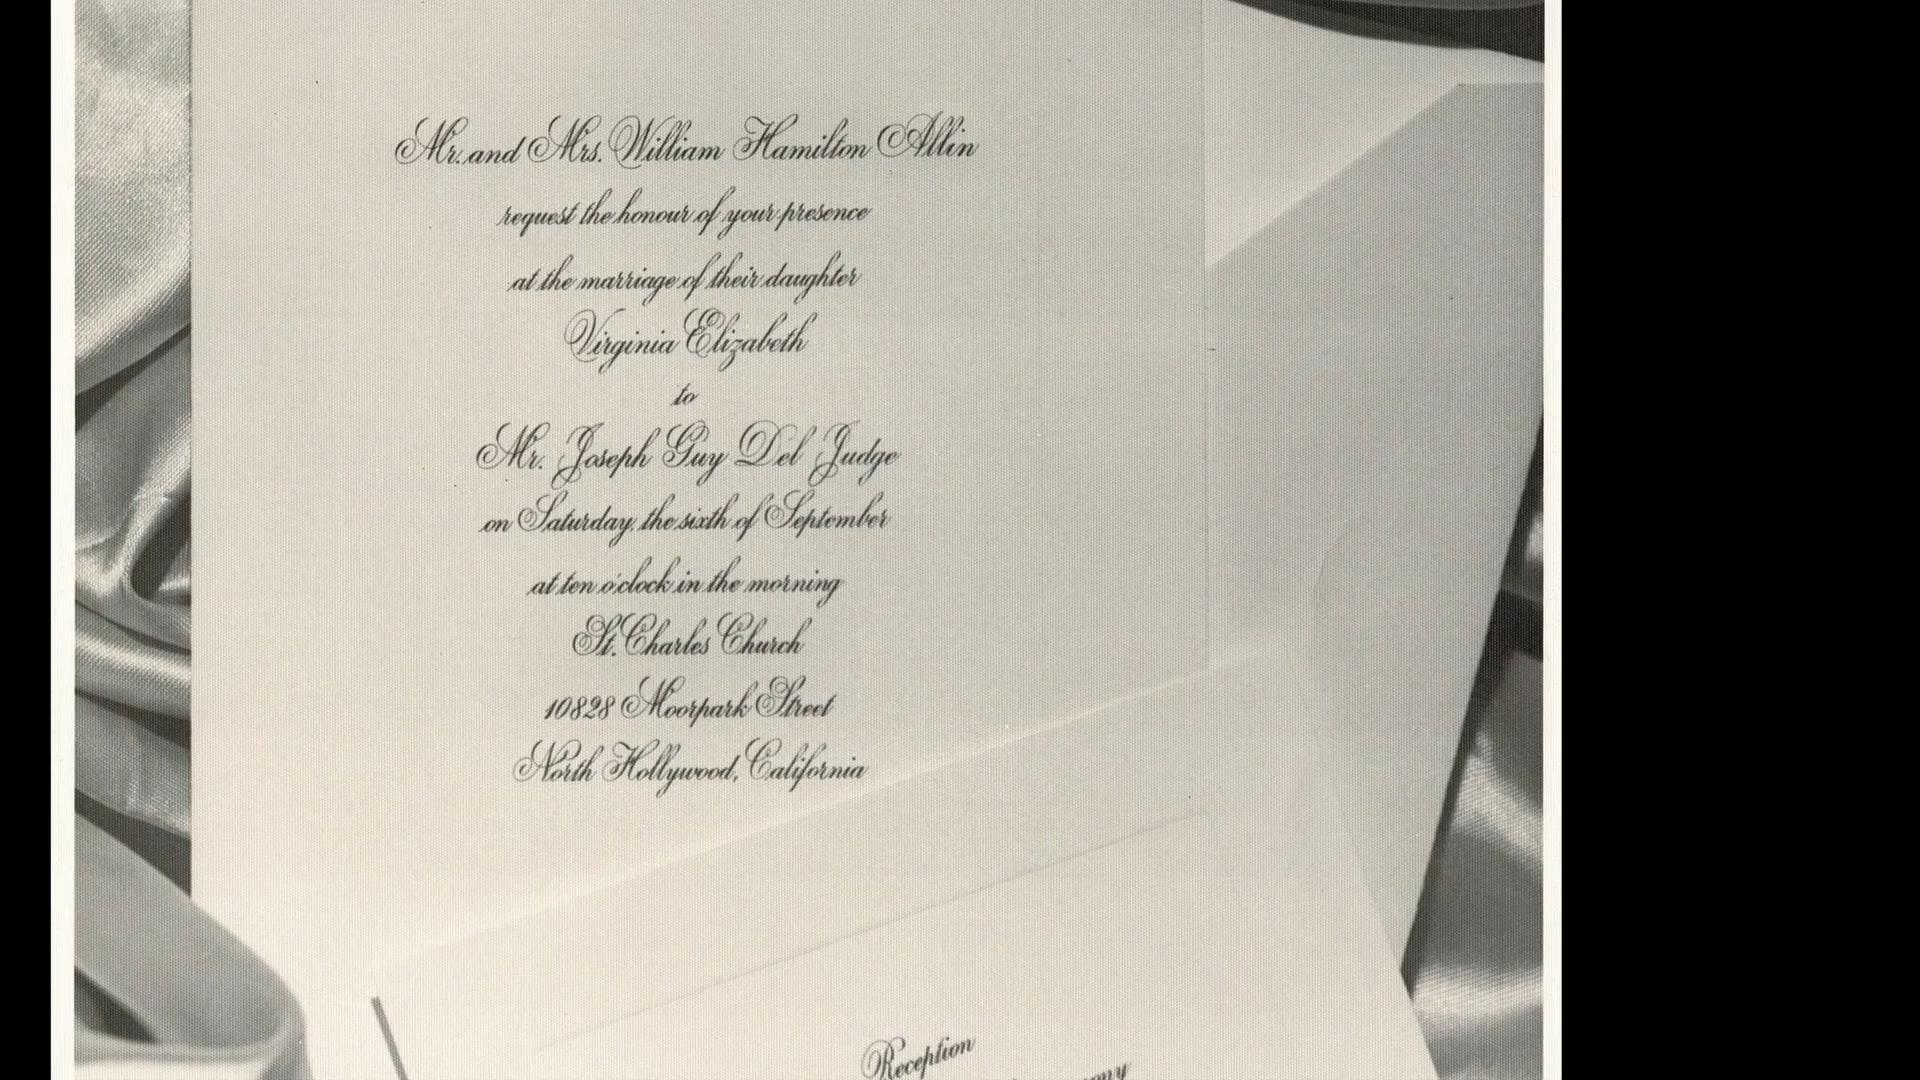 Mr. and Mrs. William Hamilton Allin
request the honour of your presence
at the marriage of their daughter
Virginia Elizabeth
to
Mr. Joseph Guy Del Judge
on Saturday, the sixth of September
at ten o'clock in the morning
St. Charles Church
10828 Moorpark Street
North Hollywood, California
Reception